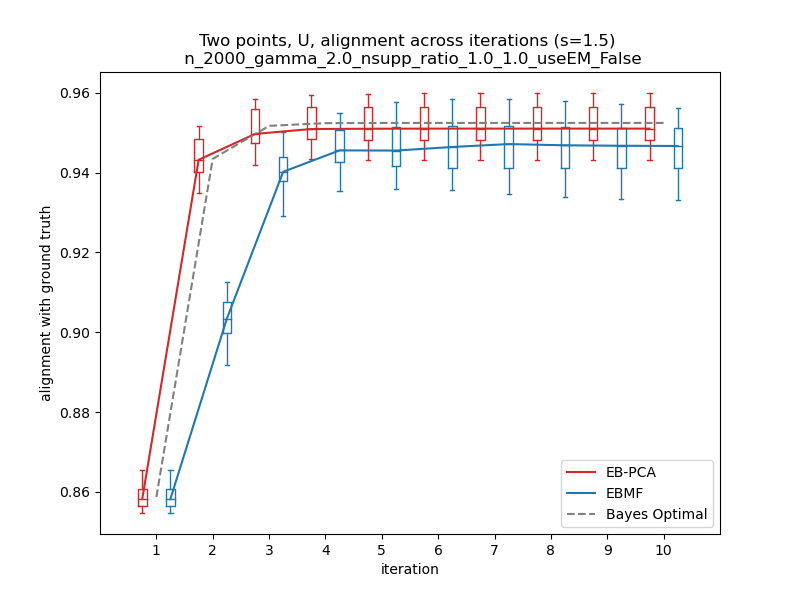 Two points, U, alignment across iterations (s=1.5)
n_2000_gamma_2.0_nsupp_ratio_1.0_1.0_useEM_False
alignment with ground truth
0.96
0.94
0.92
0.90
0.88
0.86
1 2 3 4 5 6 7 8 9 10
iteration
EB-PCA
EBMF
Bayes Optimal